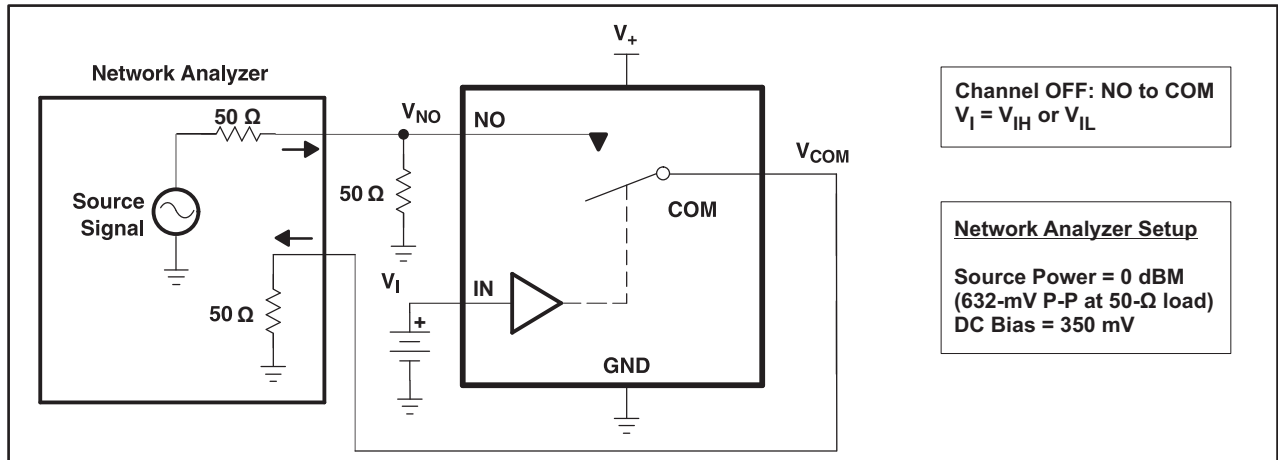 Network Analyzer
50 Ω
Source
Signal
50 Ω
V_NO
50 Ω
V_I
+
V_+
NO
COM
IN
GND
V_COM
Channel OFF: NO to COM
V_I = V_IH or V_IL
Network Analyzer Setup
Source Power = 0 dBM
(632-mV P-P at 50-Ω load)
DC Bias = 350 mV